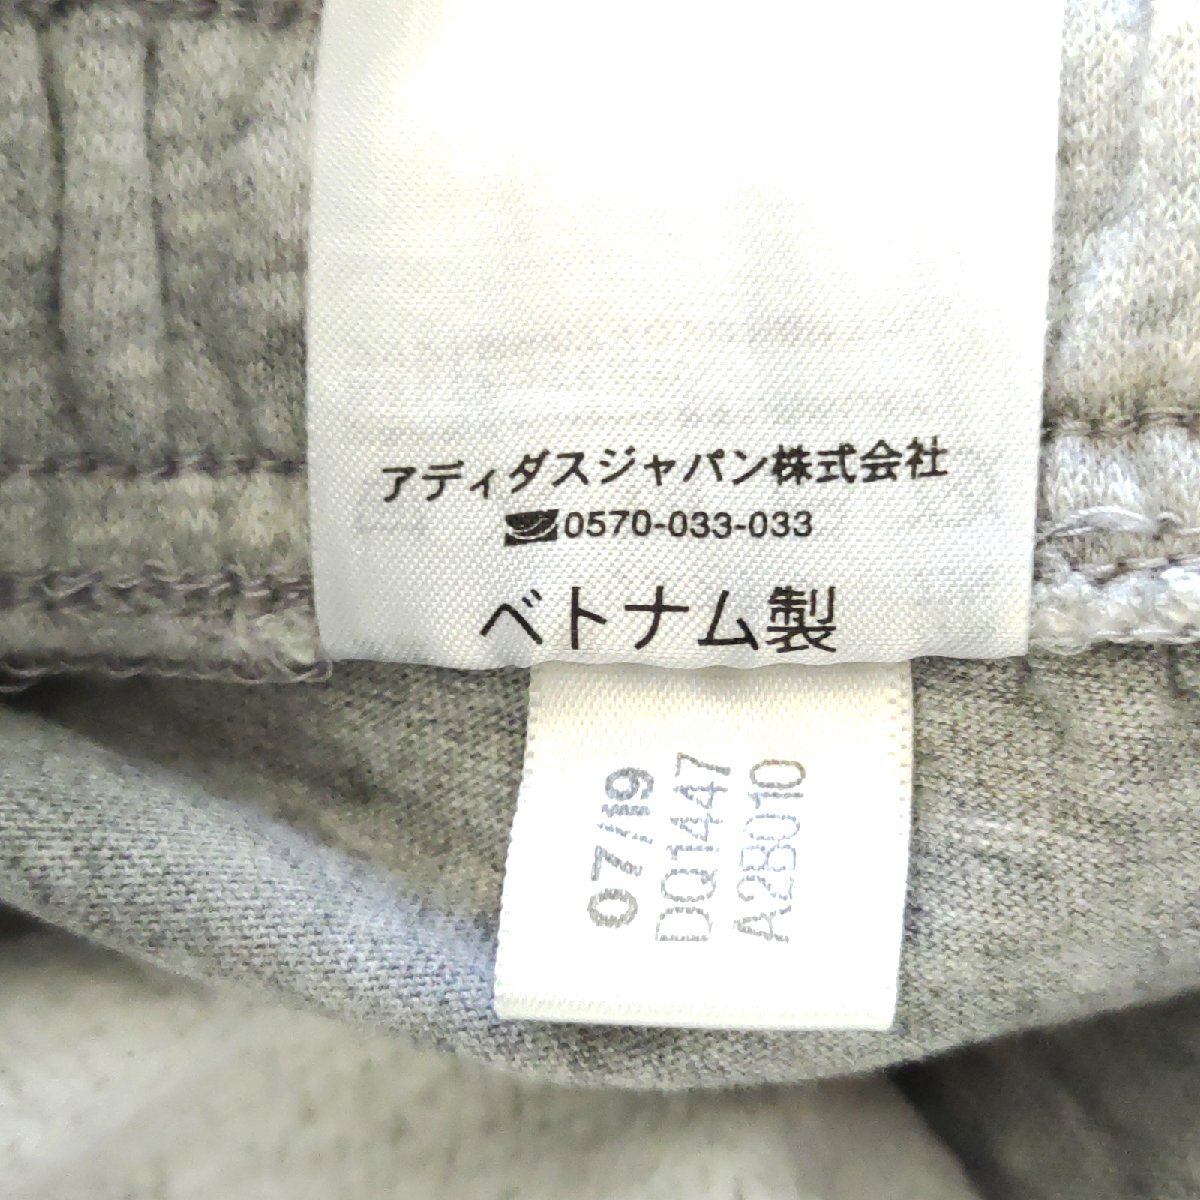 アディダスジャパン株式会社
0570-033-033
ベトナム製
07/19
DQ1447
A2B010